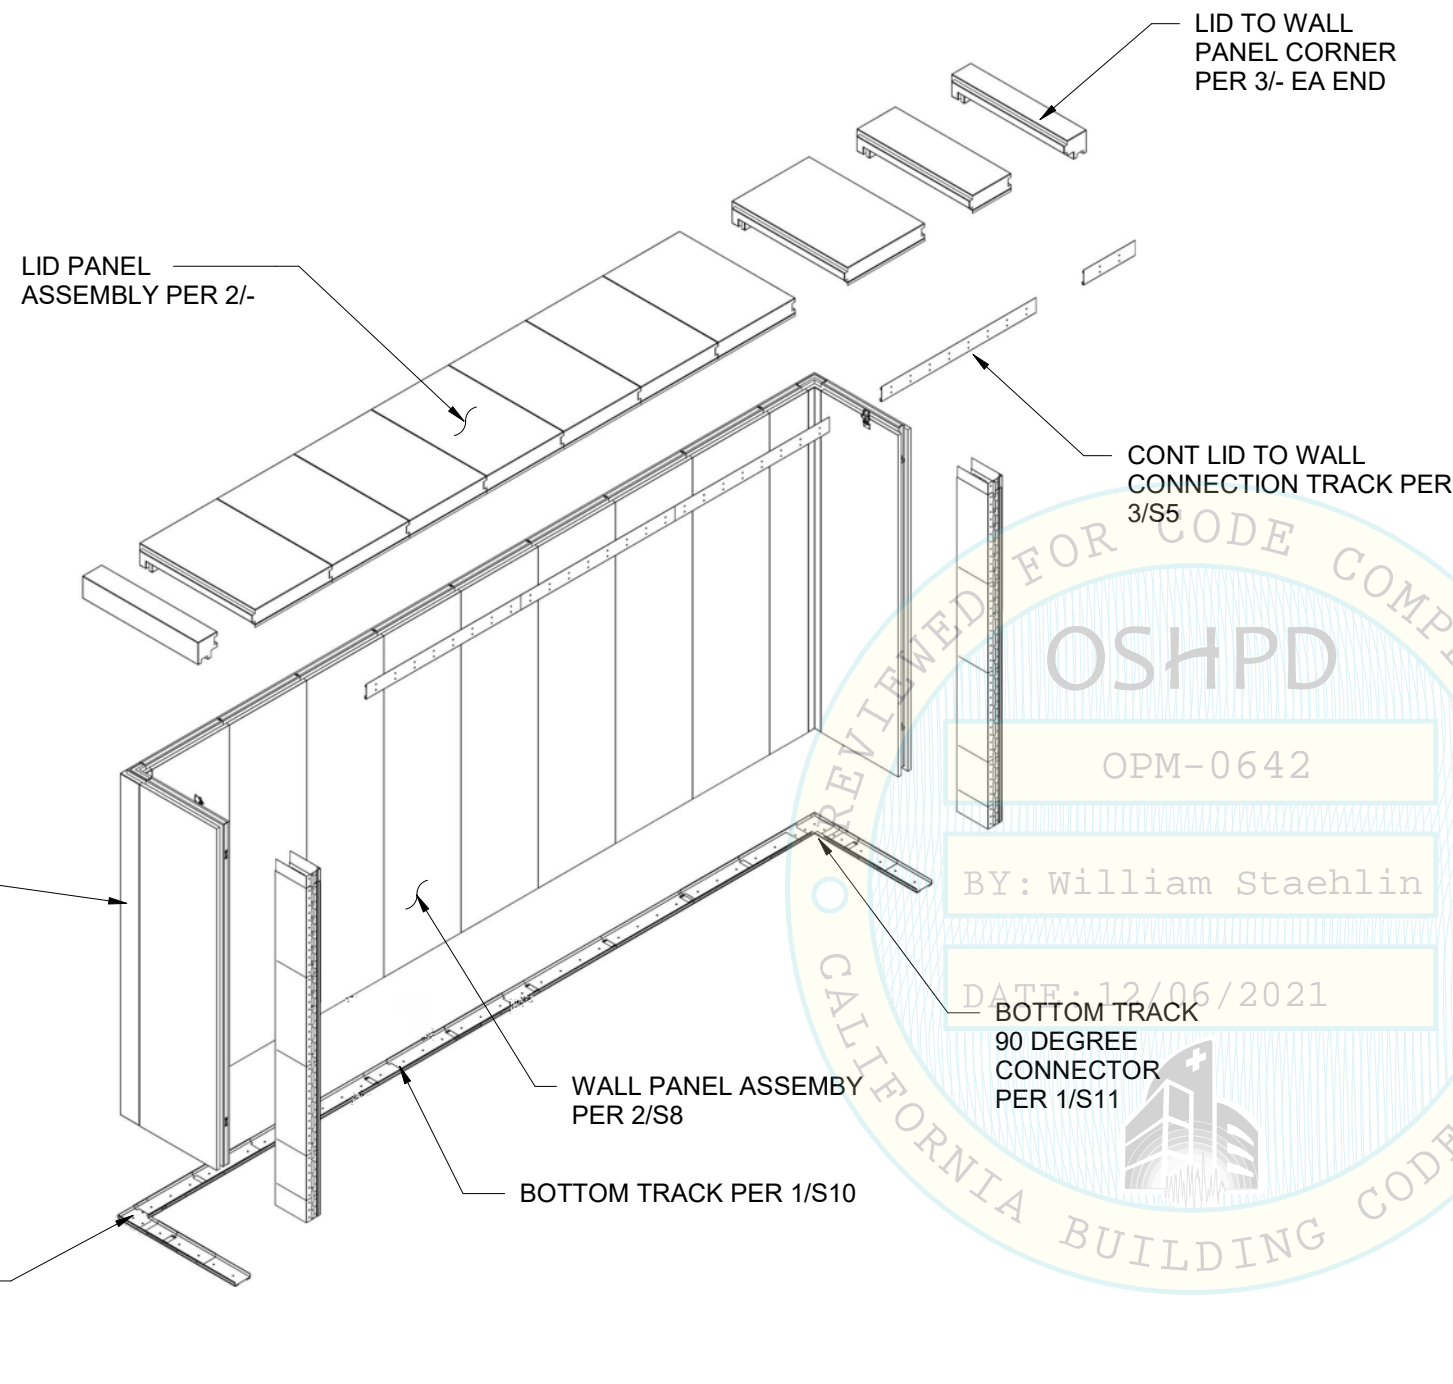 LID TO WALL
PANEL CORNER
PER 3/- EA END
LID PANEL
ASSEMBLY PER 2/-
CONT LID TO WALL
CONNECTION TRACK PER
3/S5
REVIEWED FOR CODE COMPL
OSHPD
OPM-0642
BY: William Staehlin
DATE: 12/06/2021
BOTTOM TRACK
90 DEGREE
CONNECTOR
PER 1/S11
WALL PANEL ASSEMBY
PER 2/S8
BOTTOM TRACK PER 1/S10
CALIFORNIA BUILDING CODE